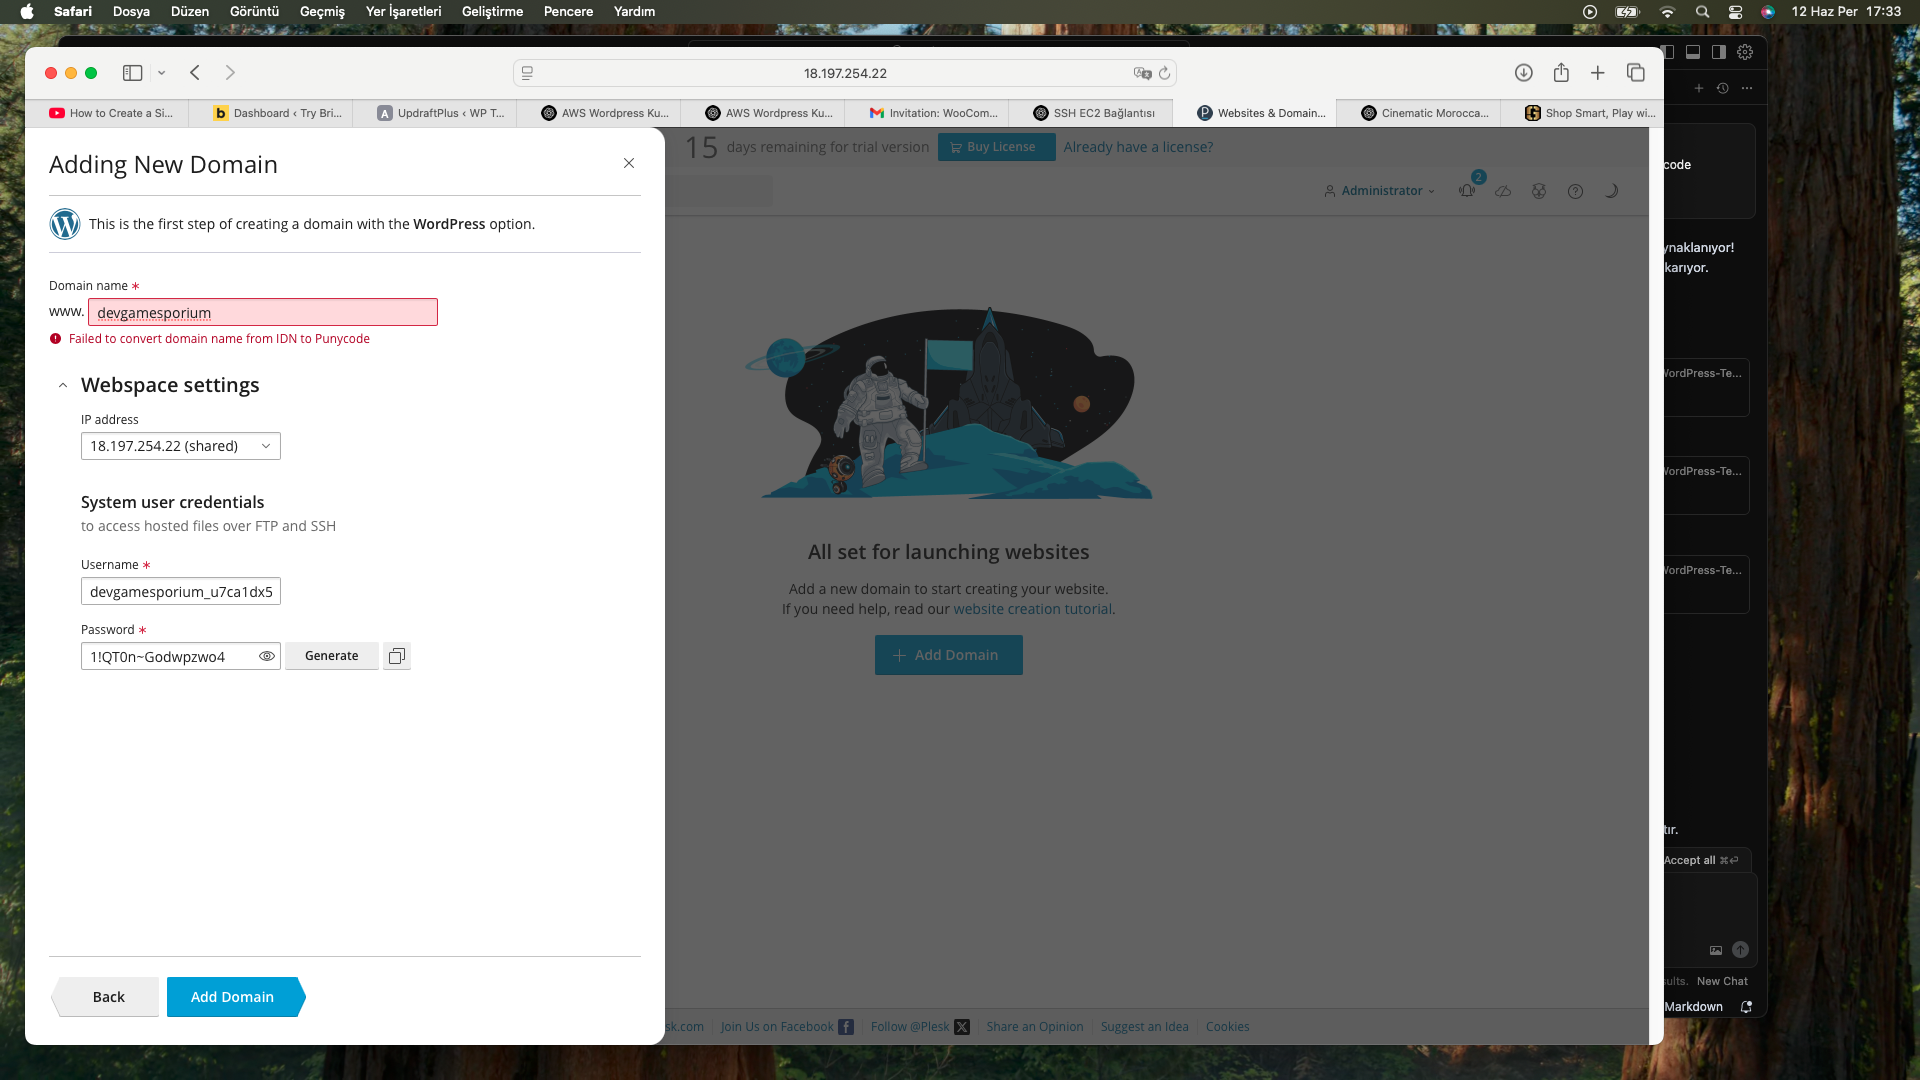 Safari Dosya Düzen Görüntü Geçmiş Yer İşaretleri Geliştirme Pencere Yardım 12 Haz Per 17:33
18.197.254.22
How to Create a Si...
Dashboard ‹ Try Bri...
UpdraftPlus ‹ WP T...
AWS Wordpress Ku...
AWS Wordpress Ku...
Invitation: WooCom...
SSH EC2 Bağlantısı
Websites & Domain...
Cinematic Morocca...
Shop Smart, Play wi...
Adding New Domain
This is the first step of creating a domain with the WordPress option.
Domain name *
www. devgamesporium
Failed to convert domain name from IDN to Punycode
Webspace settings
IP address
18.197.254.22 (shared)
System user credentials
to access hosted files over FTP and SSH
Username *
devgamesporium_u7ca1dx5
Password *
1!QT0n~Godwpzwo4 Generate
Back Add Domain
15 days remaining for trial version Buy License Already have a license?
Administrator 2
All set for launching websites
Add a new domain to start creating your website.
If you need help, read our website creation tutorial.
Add Domain
sk.com Join Us on Facebook Follow @Plesk Share an Opinion Suggest an Idea Cookies
code
ynaklanıyor!
karıyor.
WordPress-Te...
WordPress-Te...
WordPress-Te...
tır.
Accept all ⌘⏎
sults. New Chat
Markdown